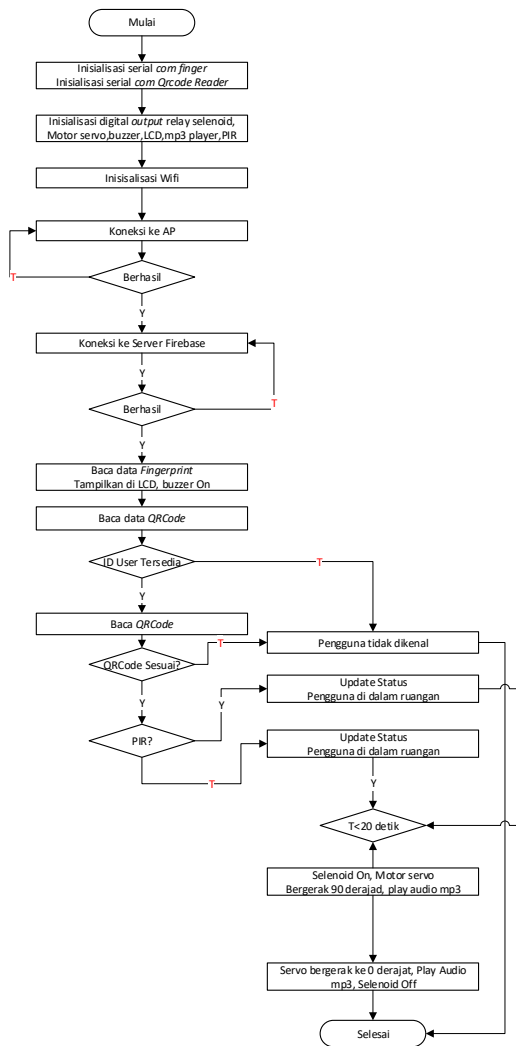 Mulai
Inisialisasi serial com finger
Inisialisasi serial com Qrcode Reader
Inisialisasi digital output relay selenoid,
Motor servo,buzzer,LCD,mp3 player,PIR
Inisisalisasi Wifi
Koneksi ke AP
T
Berhasil
Y
Koneksi ke Server Firebase
Y
Berhasil
T
Y
Baca data Fingerprint
Tampilkan di LCD, buzzer On
Baca data QRCode
ID User Tersedia
T
Y
Baca QRCode
QRCode Sesuai?
T
Pengguna tidak dikenal
Y
Y
Update Status
Pengguna di dalam ruangan
PIR?
T
Update Status
Pengguna di dalam ruangan
Y
T<20 detik
Selenoid On, Motor servo
Bergerak 90 derajad, play audio mp3
Servo bergerak ke 0 derajat, Play Audio
mp3, Selenoid Off
Selesai